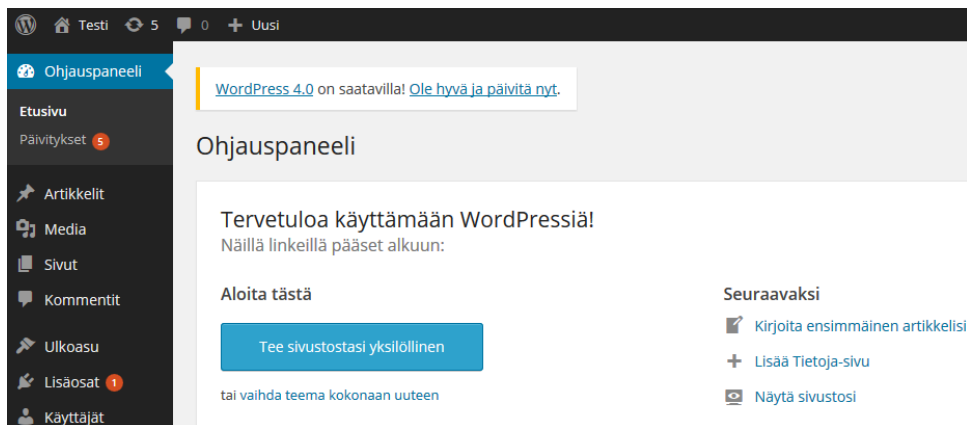 Testi 5 0 Uusi
Ohjauspaneeli
Etusivu
Päivitykset 5
Artikkelit
Media
Sivut
Kommentit
Ulkoasu
Lisäosat 1
Käyttäjät
WordPress 4.0 on saatavilla! Ole hyvä ja päivitä nyt.
Ohjauspaneeli
Tervetuloa käyttämään WordPressiä!
Näillä linkeillä pääset alkuun:
Aloita tästä
Tee sivustostasi yksilöllinen
tai vaihda teema kokonaan uuteen
Seuraavaksi
Kirjoita ensimmäinen artikkelisi
Lisää Tietoja-sivu
Näytä sivustosi